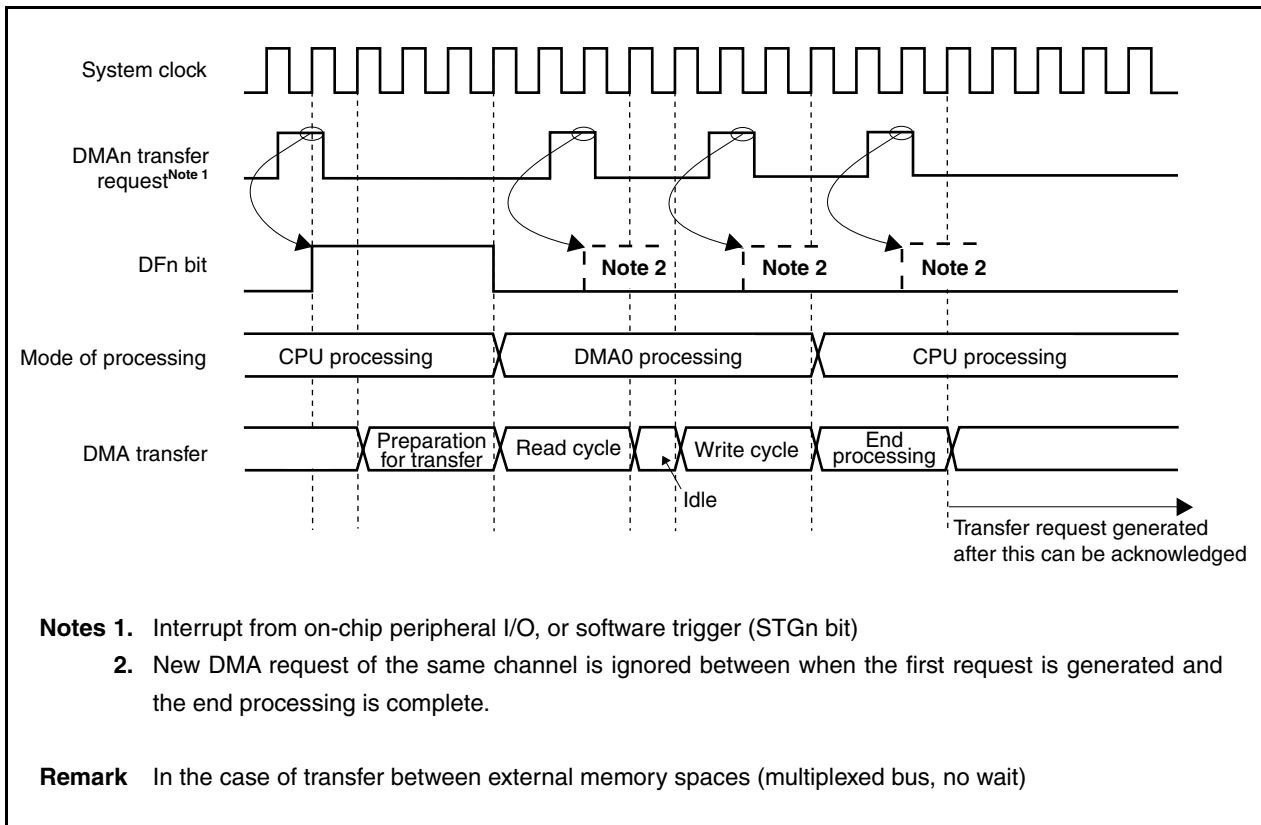 System clock
DMAn transfer
request Note 1
DFn bit
Note 2
Note 2
Note 2
Mode of processing
CPU processing
DMA0 processing
CPU processing
DMA transfer
Preparation
for transfer
Read cycle
Idle
Write cycle
End
processing
Transfer request generated
after this can be acknowledged
Notes 1. Interrupt from on-chip peripheral I/O, or software trigger (STGn bit)
2. New DMA request of the same channel is ignored between when the first request is generated and
the end processing is complete.
Remark In the case of transfer between external memory spaces (multiplexed bus, no wait)